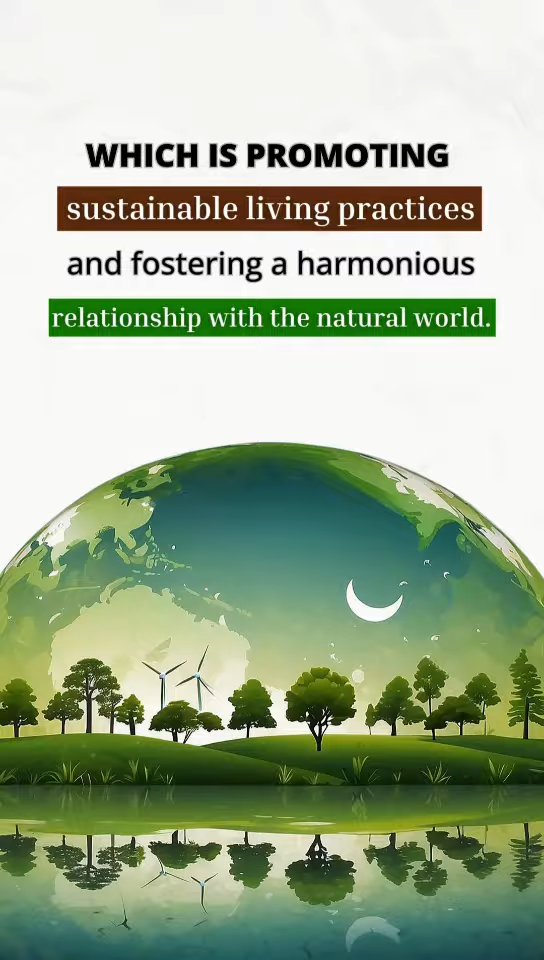 WHICH IS PROMOTING
sustainable living practices
and fostering a harmonious
relationship with the natural world.